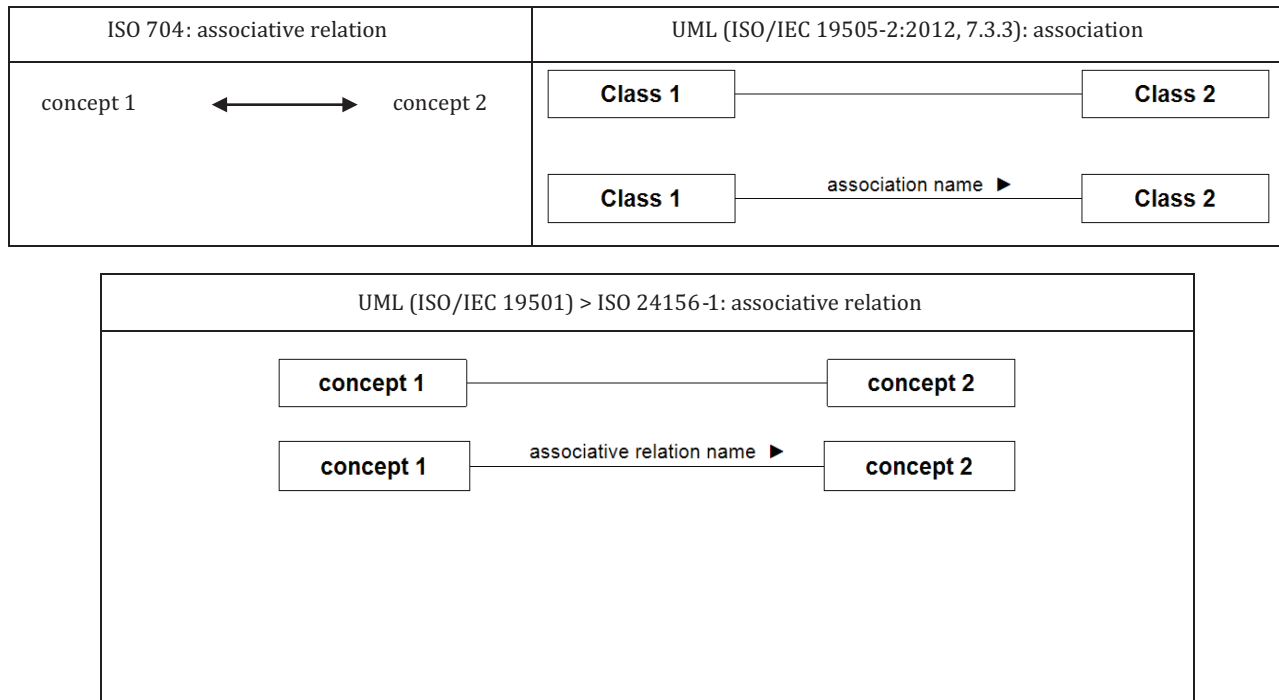 ISO 704: associative relation
UML (ISO/IEC 19505-2:2012, 7.3.3): association
concept 1
concept 2
Class 1
Class 2
association name ►
Class 1
Class 2
UML (ISO/IEC 19501) > ISO 24156-1: associative relation
concept 1
concept 2
associative relation name ►
concept 1
concept 2